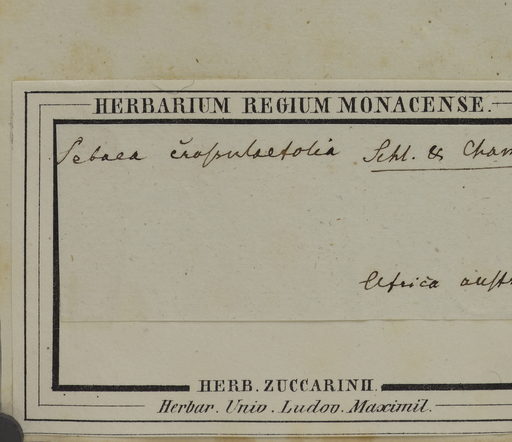 HERBARIUM REGIUM MONACENSE.
Sebaea crassulaefolia Schl. & Cham
Africa austr
HERB. ZUCCARINII.
Herbar. Univ. Ludov. Maximil.